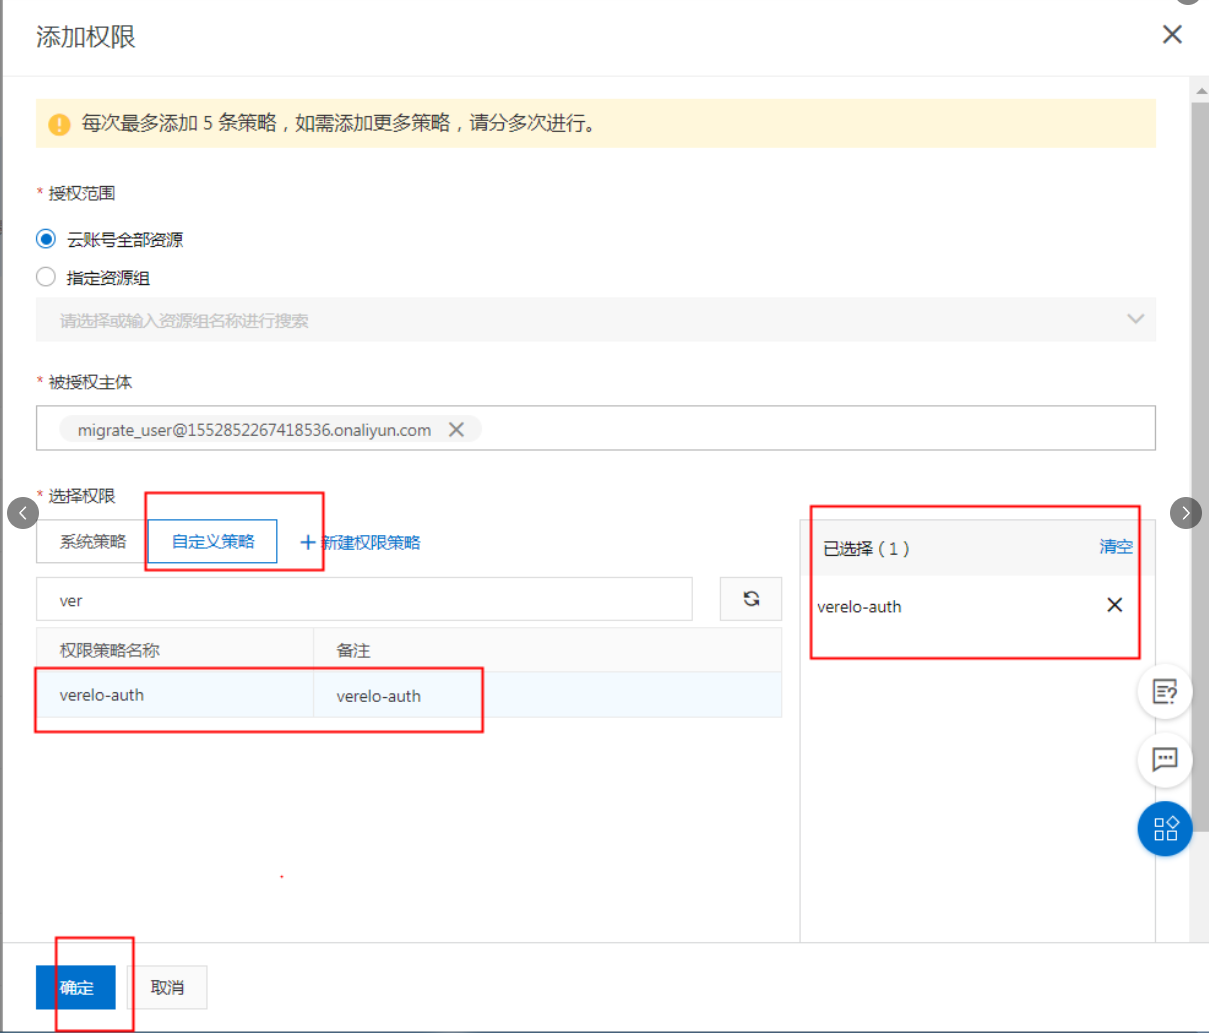 添加权限
每次最多添加 5 条策略，如需添加更多策略，请分多次进行。
* 授权范围
云账号全部资源
指定资源组
请选择或输入资源组名称进行搜索
* 被授权主体
migrate_user@1552852267418536.onaliyun.com
* 选择权限
系统策略 自定义策略 + 新建权限策略
已选择（1） 清空
ver
verelo-auth
权限策略名称 备注
verelo-auth verelo-auth
确定 取消